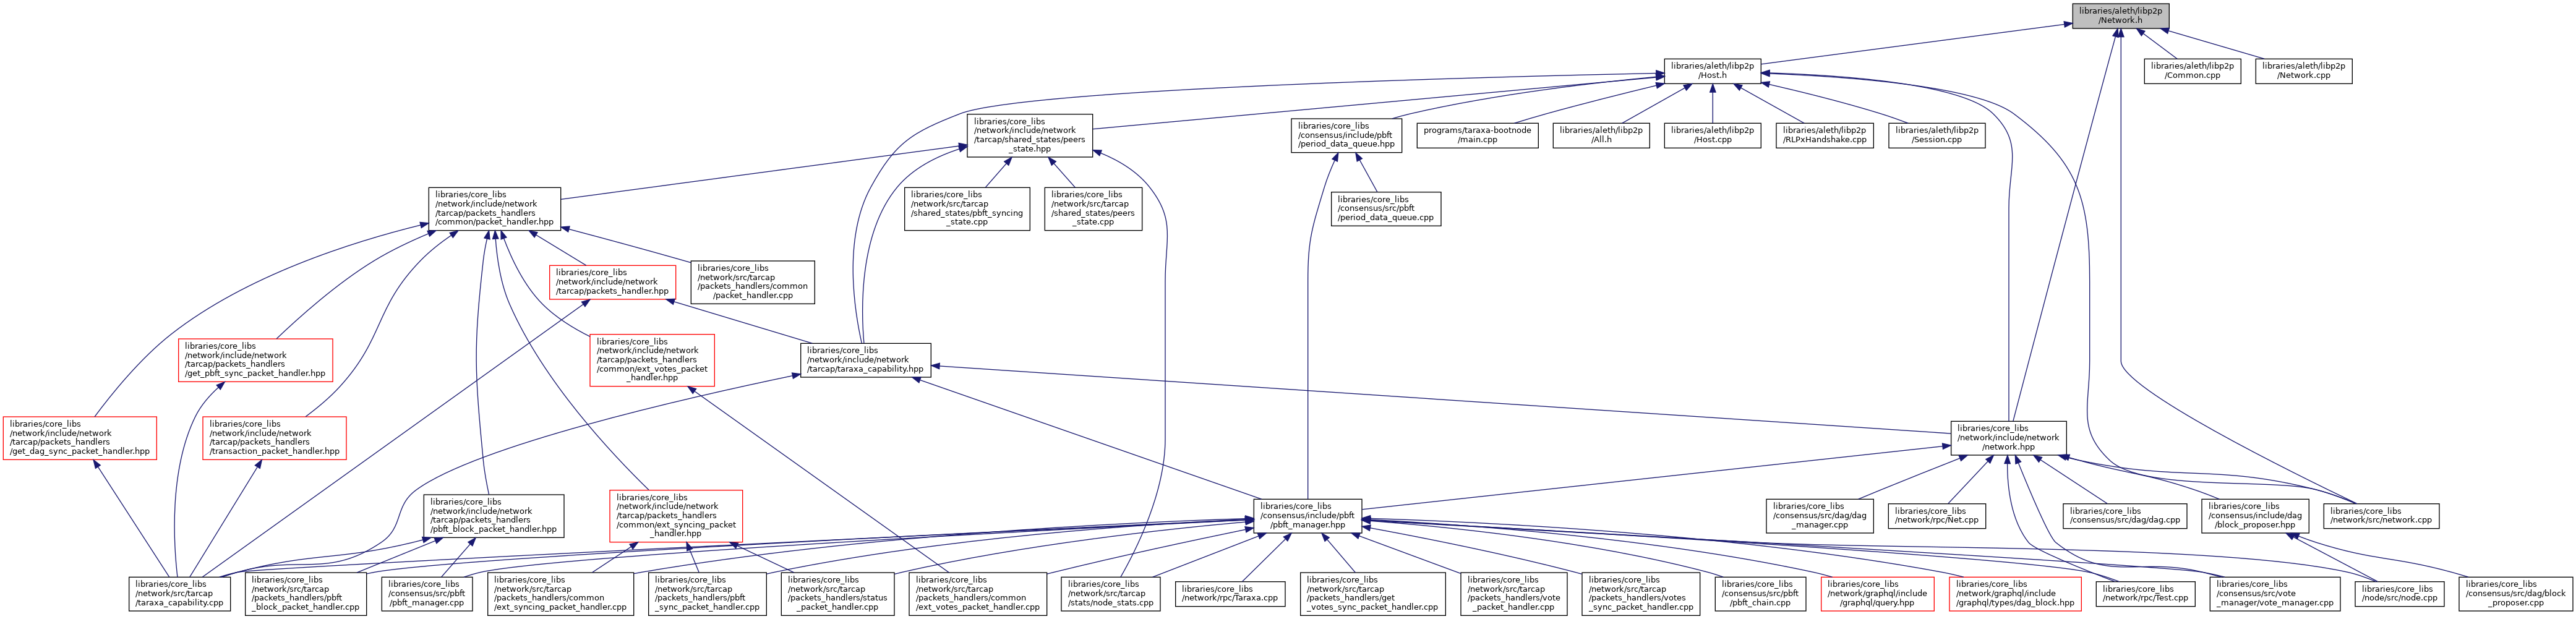 libraries/aleth/libp2p
/Network.h
libraries/aleth/libp2p
/Host.h
libraries/aleth/libp2p
/Common.cpp
libraries/aleth/libp2p
/Network.cpp
libraries/core_libs
/network/include/network
/tarcap/shared_states/peers
_state.hpp
libraries/core_libs
/consensus/include/pbft
/period_data_queue.hpp
programs/taraxa-bootnode
/main.cpp
libraries/aleth/libp2p
/All.h
libraries/aleth/libp2p
/Host.cpp
libraries/aleth/libp2p
/RLPxHandshake.cpp
libraries/aleth/libp2p
/Session.cpp
libraries/core_libs
/network/include/network
/tarcap/packets_handlers
/common/packet_handler.hpp
libraries/core_libs
/network/src/tarcap
/shared_states/pbft_syncing
_state.cpp
libraries/core_libs
/network/src/tarcap
/shared_states/peers
_state.cpp
libraries/core_libs
/consensus/src/pbft
/period_data_queue.cpp
libraries/core_libs
/network/include/network
/tarcap/packets_handler.hpp
libraries/core_libs
/network/src/tarcap
/packets_handlers/common
/packet_handler.cpp
libraries/core_libs
/network/include/network
/tarcap/packets_handlers
/get_pbft_sync_packet_handler.hpp
libraries/core_libs
/network/include/network
/tarcap/packets_handlers
/common/ext_votes_packet
_handler.hpp
libraries/core_libs
/network/include/network
/tarcap/taraxa_capability.hpp
libraries/core_libs
/network/include/network
/tarcap/packets_handlers
/get_dag_sync_packet_handler.hpp
libraries/core_libs
/network/include/network
/tarcap/packets_handlers
/transaction_packet_handler.hpp
libraries/core_libs
/network/include/network
/network.hpp
libraries/core_libs
/network/include/network
/tarcap/packets_handlers
/pbft_block_packet_handler.hpp
libraries/core_libs
/network/include/network
/tarcap/packets_handlers
/common/ext_syncing_packet
_handler.hpp
libraries/core_libs
/consensus/include/pbft
/pbft_manager.hpp
libraries/core_libs
/consensus/src/dag/dag
_manager.cpp
libraries/core_libs
/network/rpc/Net.cpp
libraries/core_libs
/consensus/src/dag/dag.cpp
libraries/core_libs
/consensus/include/dag
/block_proposer.hpp
libraries/core_libs
/network/src/network.cpp
libraries/core_libs
/network/src/tarcap
/taraxa_capability.cpp
libraries/core_libs
/network/src/tarcap
/packets_handlers/pbft
_block_packet_handler.cpp
libraries/core_libs
/consensus/src/pbft
/pbft_manager.cpp
libraries/core_libs
/network/src/tarcap
/packets_handlers/common
/ext_syncing_packet_handler.cpp
libraries/core_libs
/network/src/tarcap
/packets_handlers/pbft
_sync_packet_handler.cpp
libraries/core_libs
/network/src/tarcap
/packets_handlers/status
_packet_handler.cpp
libraries/core_libs
/network/src/tarcap
/packets_handlers/common
/ext_votes_packet_handler.cpp
libraries/core_libs
/network/src/tarcap
/stats/node_stats.cpp
libraries/core_libs
/network/rpc/Taraxa.cpp
libraries/core_libs
/network/src/tarcap
/packets_handlers/get
_votes_sync_packet_handler.cpp
libraries/core_libs
/network/src/tarcap
/packets_handlers/vote
_packet_handler.cpp
libraries/core_libs
/network/src/tarcap
/packets_handlers/votes
_sync_packet_handler.cpp
libraries/core_libs
/consensus/src/pbft
/pbft_chain.cpp
libraries/core_libs
/network/graphql/include
/graphql/query.hpp
libraries/core_libs
/network/graphql/include
/graphql/types/dag_block.hpp
libraries/core_libs
/network/rpc/Test.cpp
libraries/core_libs
/consensus/src/vote
_manager/vote_manager.cpp
libraries/core_libs
/node/src/node.cpp
libraries/core_libs
/consensus/src/dag/block
_proposer.cpp